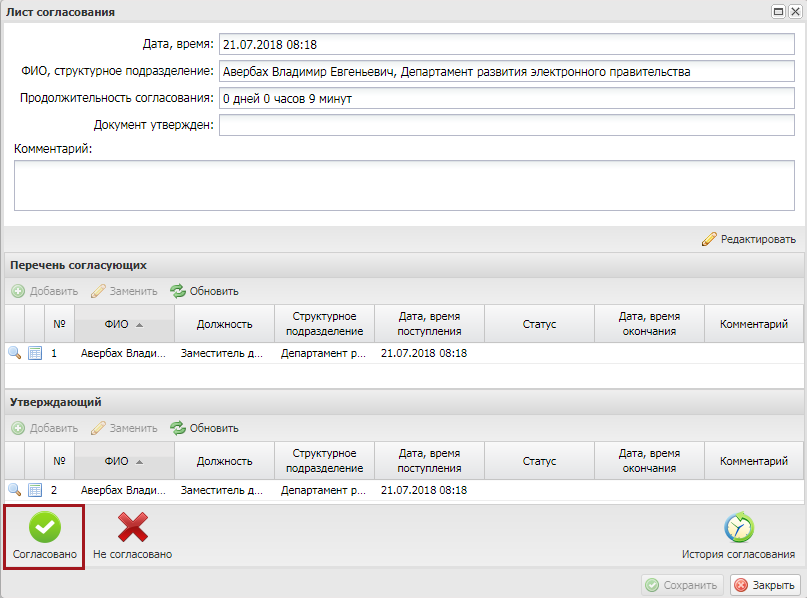 Лист согласования
Дата, время: 21.07.2018 08:18
ФИО, структурное подразделение: Авербах Владимир Евгеньевич, Департамент развития электронного правительства
Продолжительность согласования: 0 дней 0 часов 9 минут
Документ утвержден:
Комментарий:
Редактировать
Перечень согласующих
Добавить Заменить Обновить
№ ФИО Должность Структурное подразделение Дата, время поступления Статус Дата, время окончания Комментарий
1 Авербах Влади... Заместитель д... Департамент р... 21.07.2018 08:18
Утверждающий
Добавить Заменить Обновить
№ ФИО Должность Структурное подразделение Дата, время поступления Статус Дата, время окончания Комментарий
2 Авербах Влади... Заместитель д... Департамент р... 21.07.2018 08:18
Согласовано Не согласовано История согласования
Сохранить Закрыть